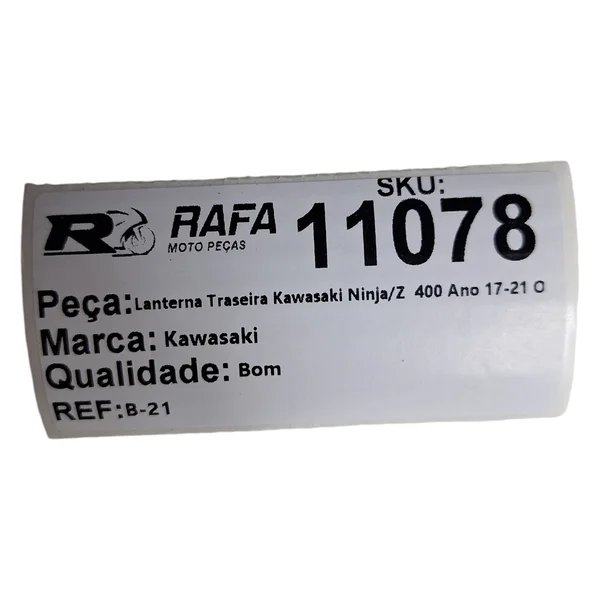 SKU:
RAFA
MOTO PEÇAS
11078
Peça: Lanterna Traseira Kawasaki Ninja/Z 400 Ano 17-21 O
Marca: Kawasaki
Qualidade: Bom
REF: B-21